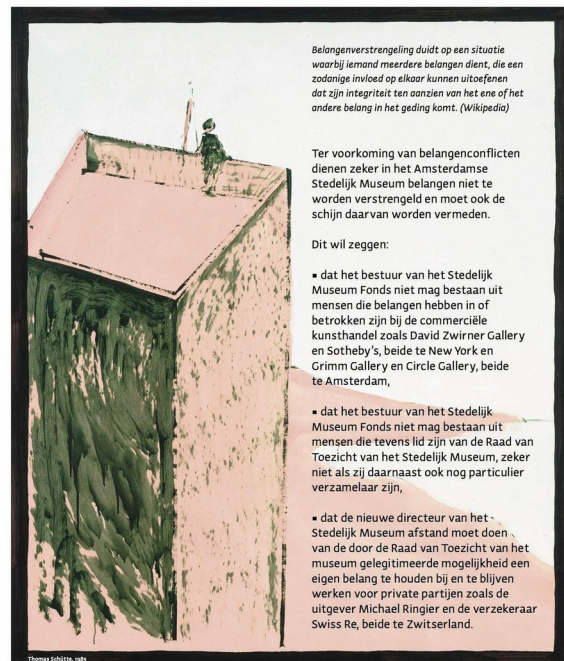 Belangenverstrengeling duidt op een situatie
waarbij iemand meerdere belangen dient, die een
zodanige invloed op elkaar kunnen uitoefenen
dat zijn integriteit ten aanzien van het ene of het
andere belang in het geding komt. (Wikipedia)
Ter voorkoming van belangenconflicten
dienen zeker in het Amsterdamse
Stedelijk Museum belangen niet te
worden verstrengeld en moet ook de
schijn daarvan worden vermeden.
Dit wil zeggen:
▪ dat het bestuur van het Stedelijk
Museum Fonds niet mag bestaan uit
mensen die belangen hebben in of
betrokken zijn bij de commerciële
kunsthandel zoals David Zwirner Gallery
en Sotheby's, beide te New York en
Grimm Gallery en Circle Gallery, beide
te Amsterdam,
▪ dat het bestuur van het Stedelijk
Museum Fonds niet mag bestaan uit
mensen die tevens lid zijn van de Raad van
Toezicht van het Stedelijk Museum, zeker
niet als zij daarnaast ook nog particulier
verzamelaar zijn,
▪ dat de nieuwe directeur van het
Stedelijk Museum afstand moet doen
van de door de Raad van Toezicht van het
museum gelegitimeerde mogelijkheid een
eigen belang te houden bij en te blijven
werken voor private partijen zoals de
uitgever Michael Ringier en de verzekeraar
Swiss Re, beide te Zwitserland.
Thomas Schütte, 1985